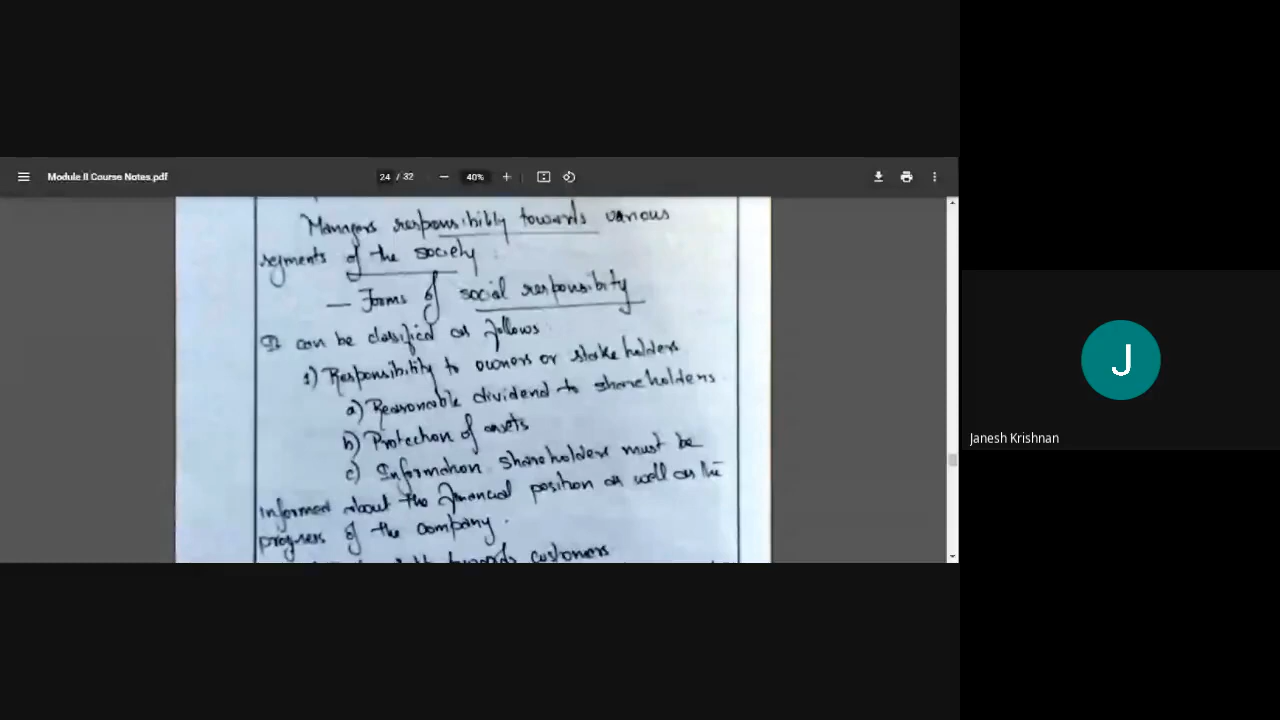 Module II Course Notes.pdf
24 / 32
40%
Managers responsibility towards various
segments of the society
— Forms of social responsibility
It can be classified as follows
1) Responsibility to owners or stake holders
a) Reasonable dividend to shareholders
b) Protection of assets
c) Information shareholders must be
informed about the financial position as well as the
progress of the company.
towards customers
J
Janesh Krishnan